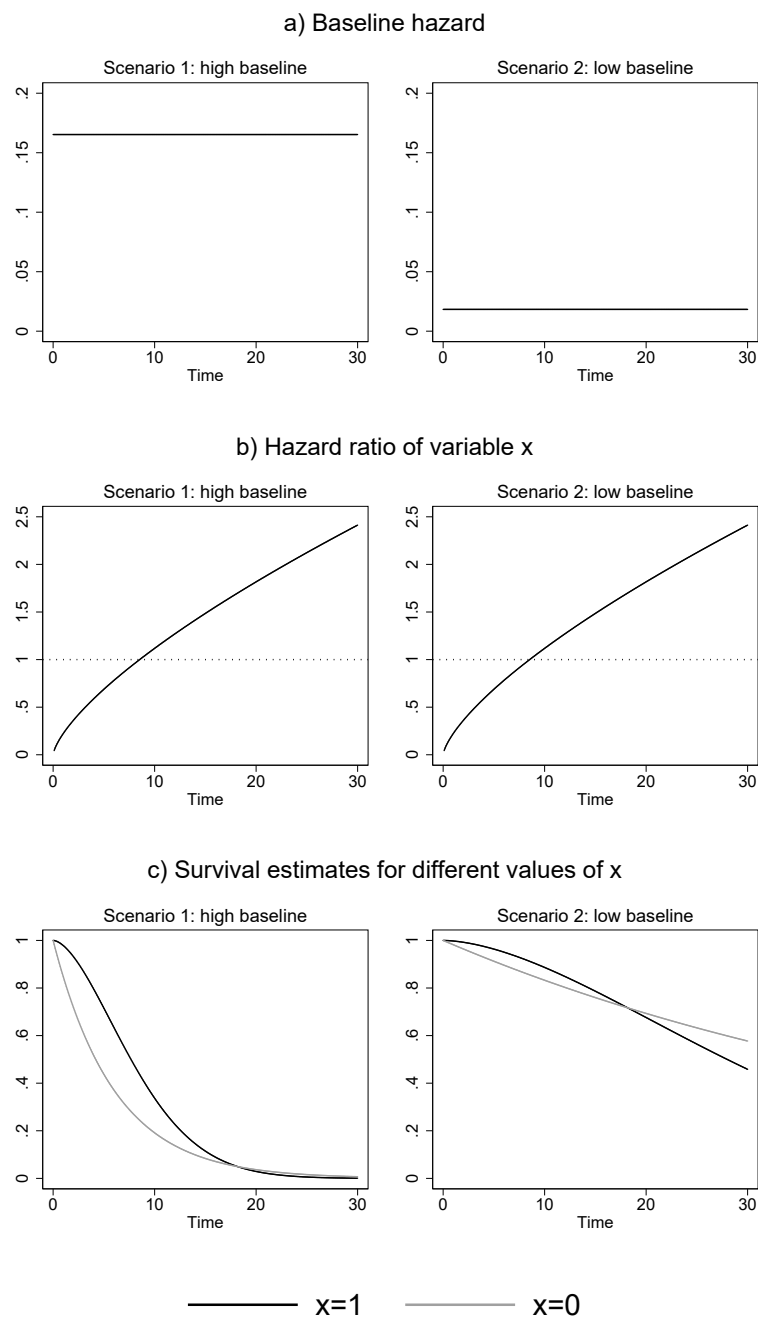 a) Baseline hazard
Scenario 1: high baseline
Scenario 2: low baseline
.2
.15
.1
.05
0
0 10 20 30
Time
.2
.15
.1
.05
0
0 10 20 30
Time
b) Hazard ratio of variable x
Scenario 1: high baseline
Scenario 2: low baseline
2.5
2
1.5
1
.5
0
0 10 20 30
Time
2.5
2
1.5
1
.5
0
0 10 20 30
Time
c) Survival estimates for different values of x
Scenario 1: high baseline
Scenario 2: low baseline
1
.8
.6
.4
.2
0
0 10 20 30
Time
1
.8
.6
.4
.2
0
0 10 20 30
Time
x=1 x=0